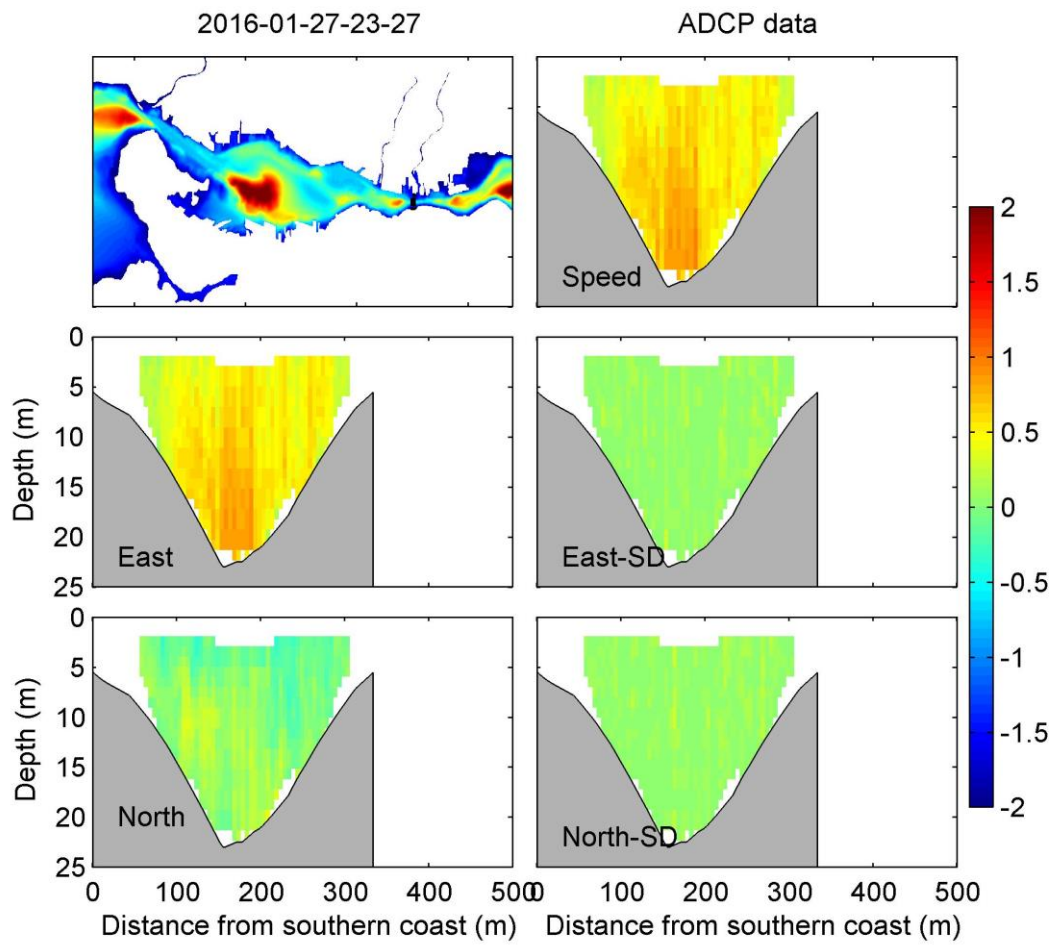 2016-01-27-23-27
ADCP data
Speed
0
5
10
15
20
25
Depth (m)
East
East-SD
2
1.5
1
0.5
0
-0.5
-1
-1.5
-2
0
5
10
15
20
25
Depth (m)
North
North-SD
0 100 200 300 400 500
0 100 200 300 400 500
Distance from southern coast (m)
Distance from southern coast (m)